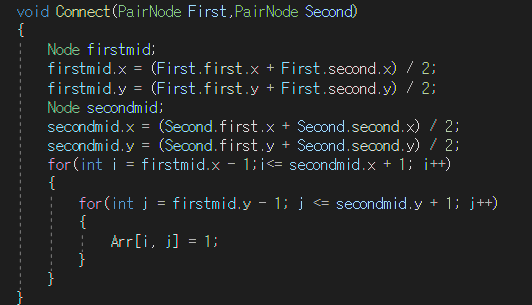 void Connect(PairNode First,PairNode Second)
{
Node firstmid;
firstmid.x = (First.first.x + First.second.x) / 2;
firstmid.y = (First.first.y + First.second.y) / 2;
Node secondmid;
secondmid.x = (Second.first.x + Second.second.x) / 2;
secondmid.y = (Second.first.y + Second.second.y) / 2;
for(int i = firstmid.x - 1;i<= secondmid.x + 1; i++)
{
for(int j = firstmid.y - 1; j <= secondmid.y + 1; j++)
{
Arr[i, j] = 1;
}
}
}